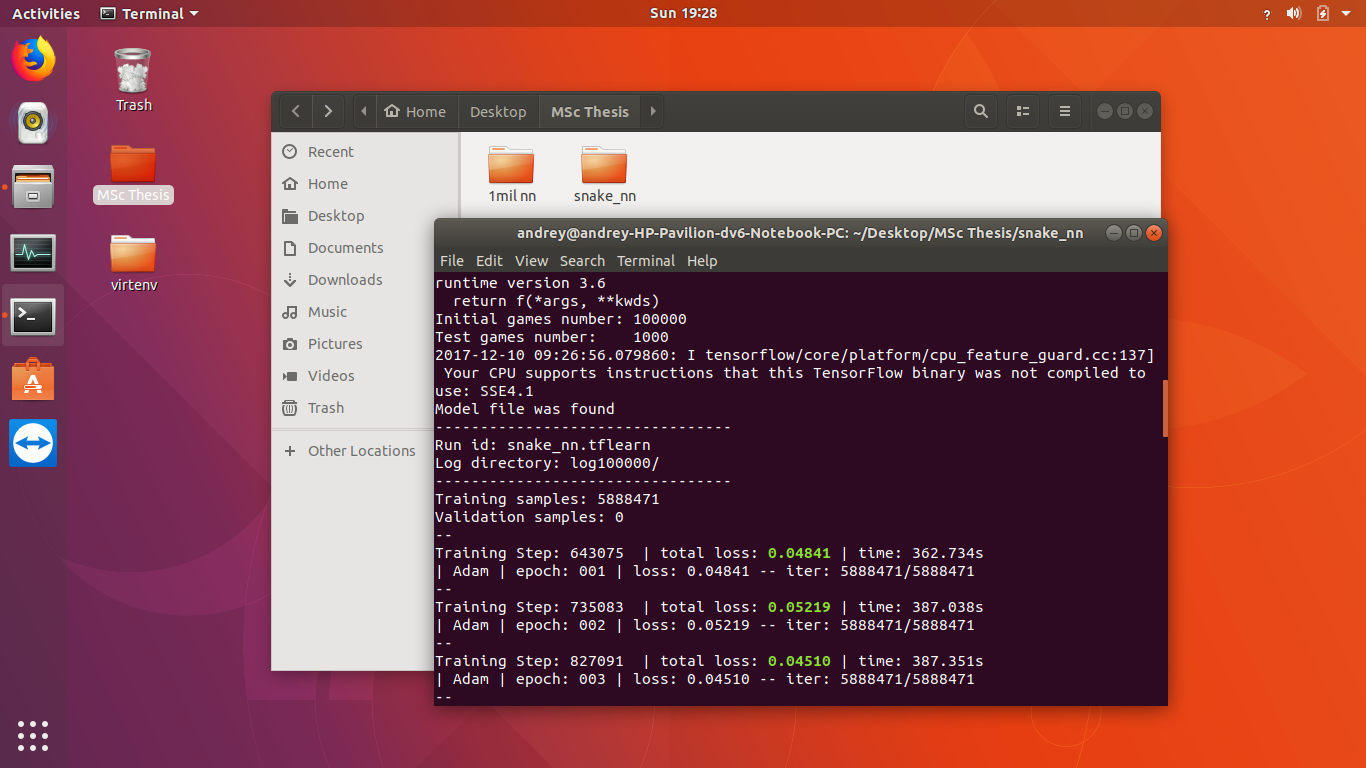 Activities Terminal Sun 19:28
Trash
MSc Thesis
virtenv
Home Desktop MSc Thesis
Recent
Home
Desktop
Documents
Downloads
Music
Pictures
Videos
Trash
Other Locations
1mil nn snake_nn
andrey@andrey-HP-Pavilion-dv6-Notebook-PC: ~/Desktop/MSc Thesis/snake_nn
File Edit View Search Terminal Help
runtime version 3.6
  return f(*args, **kwds)
Initial games number: 100000
Test games number:    1000
2017-12-10 09:26:56.079860: I tensorflow/core/platform/cpu_feature_guard.cc:137]
 Your CPU supports instructions that this TensorFlow binary was not compiled to
use: SSE4.1
Model file was found
---------------------------------
Run id: snake_nn.tflearn
Log directory: log100000/
---------------------------------
Training samples: 5888471
Validation samples: 0
--
Training Step: 643075  | total loss: 0.04841 | time: 362.734s
| Adam | epoch: 001 | loss: 0.04841 -- iter: 5888471/5888471
--
Training Step: 735083  | total loss: 0.05219 | time: 387.038s
| Adam | epoch: 002 | loss: 0.05219 -- iter: 5888471/5888471
--
Training Step: 827091  | total loss: 0.04510 | time: 387.351s
| Adam | epoch: 003 | loss: 0.04510 -- iter: 5888471/5888471
--